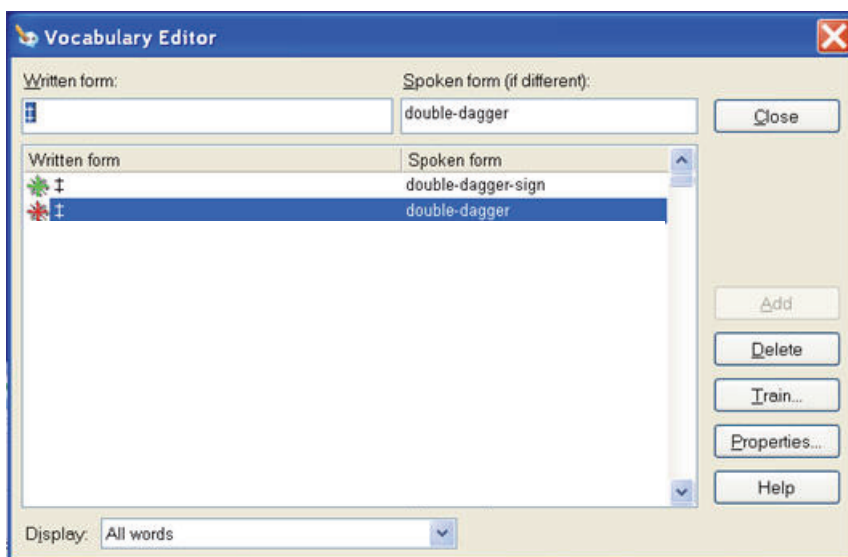 Vocabulary Editor
Written form: Spoken form (if different):
‡ double-dagger
Close
Written form Spoken form
‡ double-dagger-sign
‡ double-dagger
Add
Delete
Train...
Properties...
Help
Display: All words